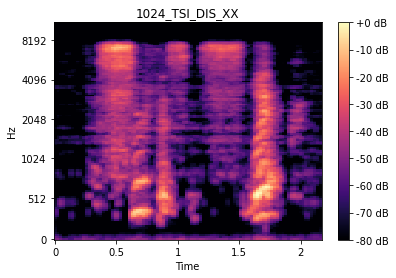 1024_TSI_DIS_XX
8192
4096
2048
1024
512
0
Hz
0
0.5
1
1.5
2
Time
+0 dB
-10 dB
-20 dB
-30 dB
-40 dB
-50 dB
-60 dB
-70 dB
-80 dB